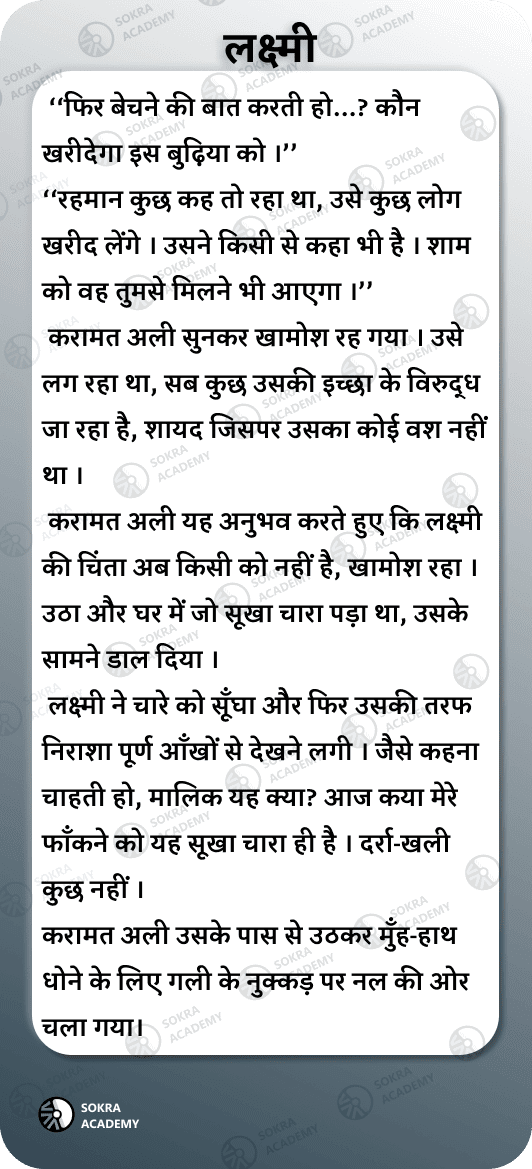 लक्ष्मी
‘‘फिर बेचने की बात करती हो...? कौन
खरीदेगा इस बुढ़िया को ।’’
‘‘रहमान कुछ कह तो रहा था, उसे कुछ लोग
खरीद लेंगे । उसने किसी से कहा भी है । शाम
को वह तुमसे मिलने भी आएगा ।’’
करामत अली सुनकर खामोश रह गया । उसे
लग रहा था, सब कुछ उसकी इच्छा के विरुद्ध
जा रहा है, शायद जिसपर उसका कोई वश नहीं
था ।
करामत अली यह अनुभव करते हुए कि लक्ष्मी
की चिंता अब किसी को नहीं है, खामोश रहा ।
उठा और घर में जो सूखा चारा पड़ा था, उसके
सामने डाल दिया ।
लक्ष्मी ने चारे को सूँघा और फिर उसकी तरफ
निराशा पूर्ण आँखों से देखने लगी । जैसे कहना
चाहती हो, मालिक यह क्या? आज कया मेरे
फाँकने को यह सूखा चारा ही है । दर्रा-खली
कुछ नहीं ।
करामत अली उसके पास से उठकर मुँह-हाथ
धोने के लिए गली के नुक्कड़ पर नल की ओर
चला गया।
SOKRA
ACADEMY